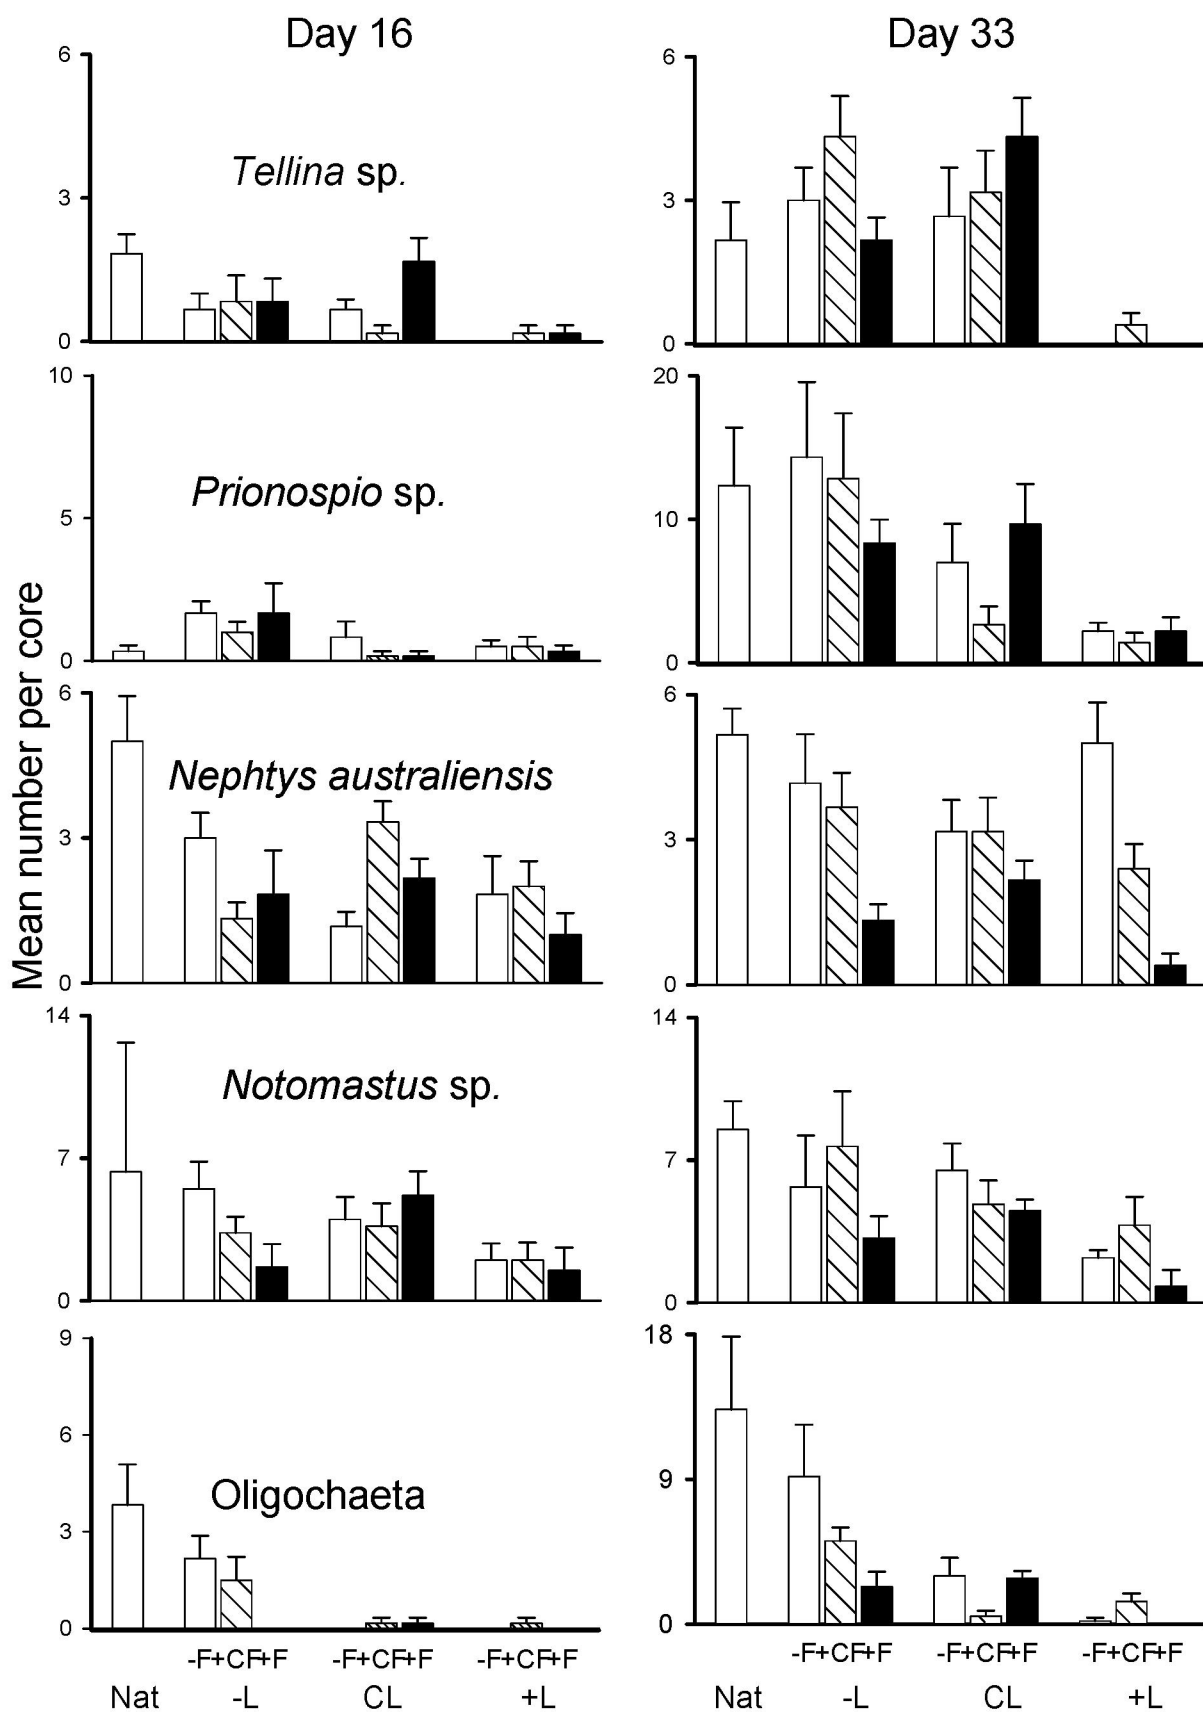 Day 16
Day 33
6
3
0
Tellina sp.
6
3
0
10
5
0
Prionospio sp.
20
10
0
Mean number per core
6
3
0
Nephtys australiensis
6
3
0
14
7
0
Notomastus sp.
14
7
0
9
6
3
0
Oligochaeta
18
9
0
-F+CF+F -F+CF+F -F+CF+F
Nat -L CL +L
-F+CF+F -F+CF+F -F+CF+F
Nat -L CL +L